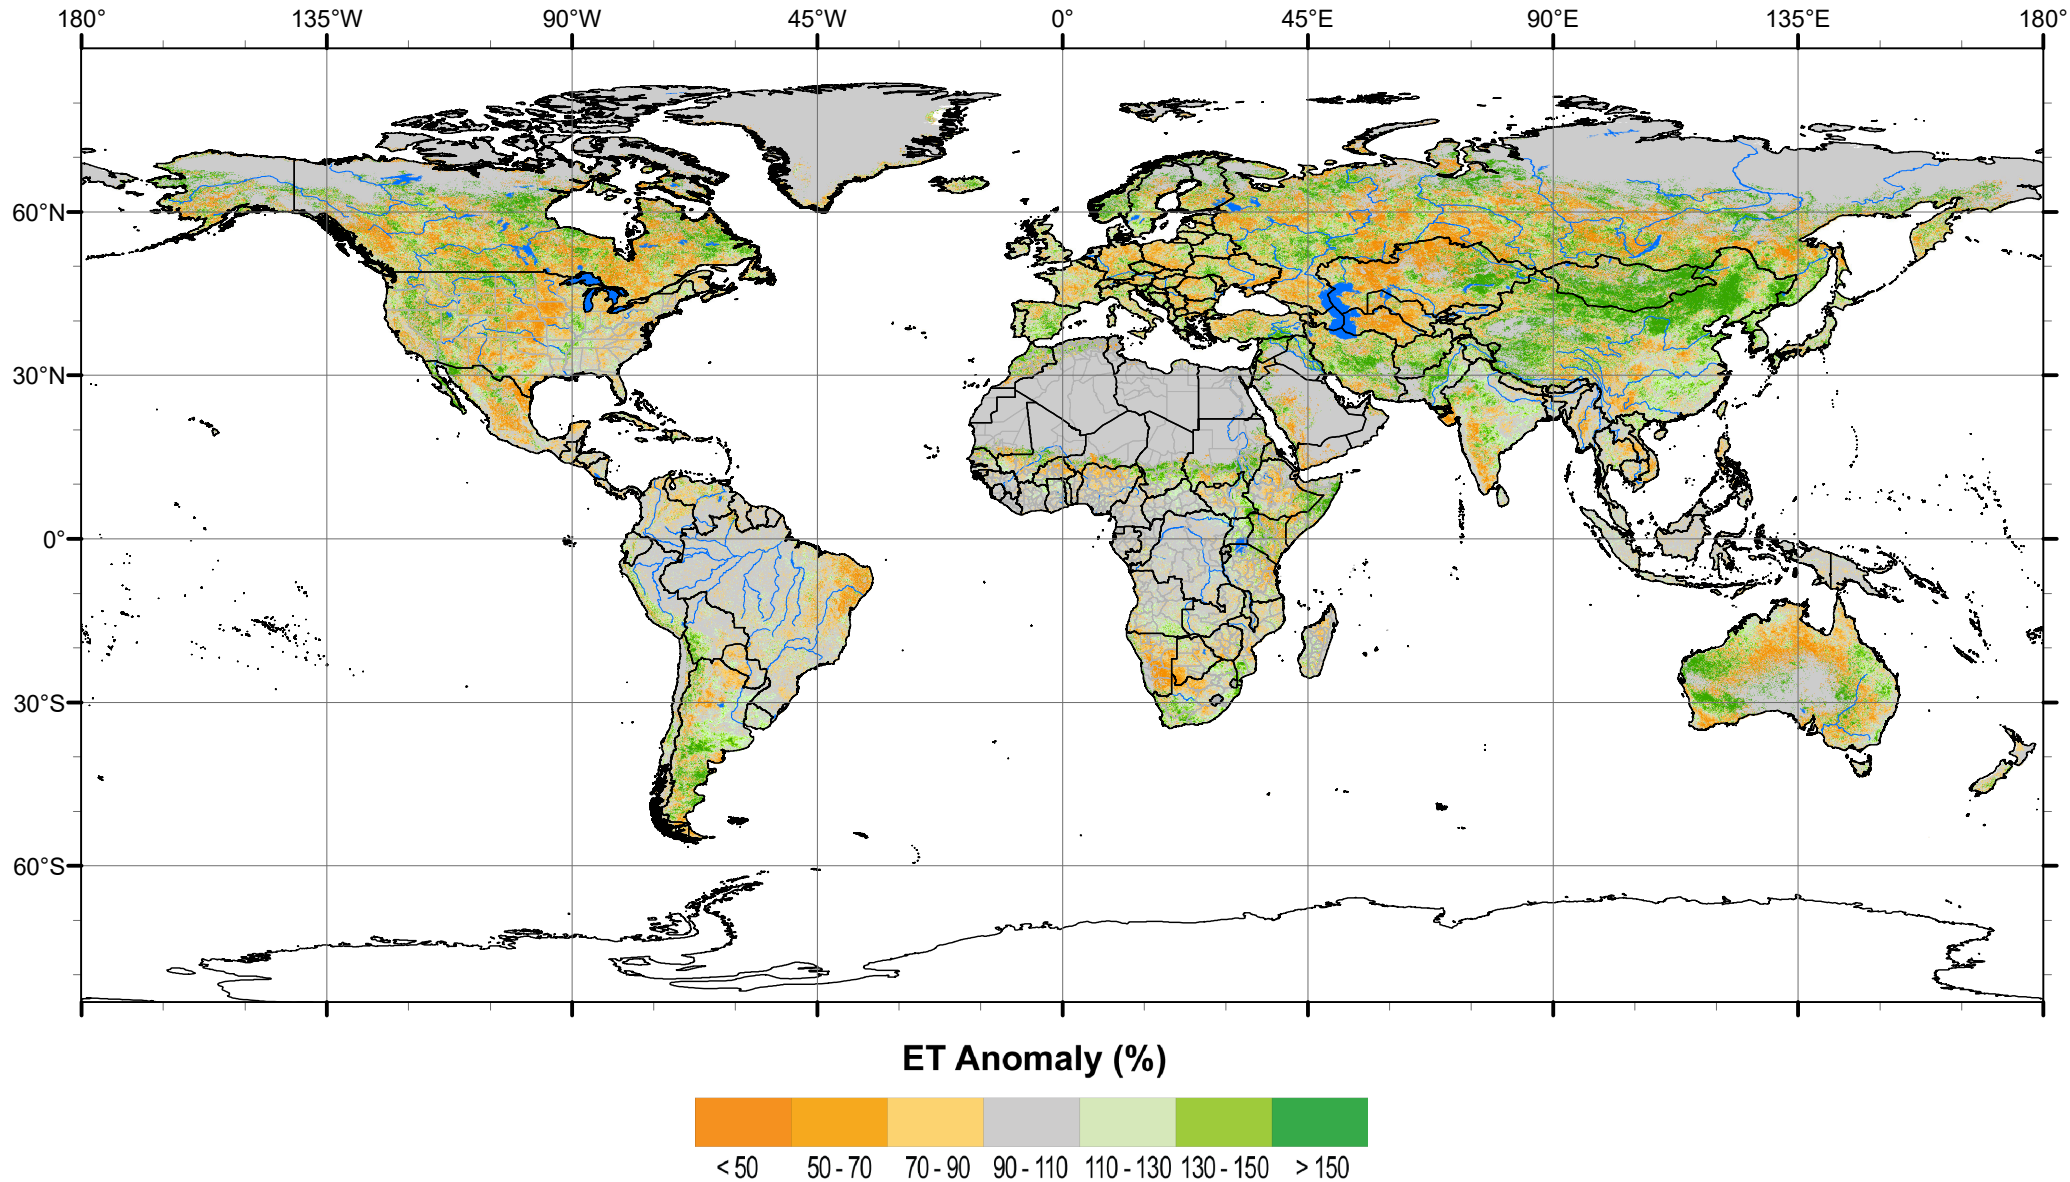 180° 135°W 90°W 45°W 0° 45°E 90°E 135°E 180°
60°N
30°N
0°
30°S
60°S
ET Anomaly (%)
< 50 50 - 70 70 - 90 90 - 110 110 - 130 130 - 150 > 150